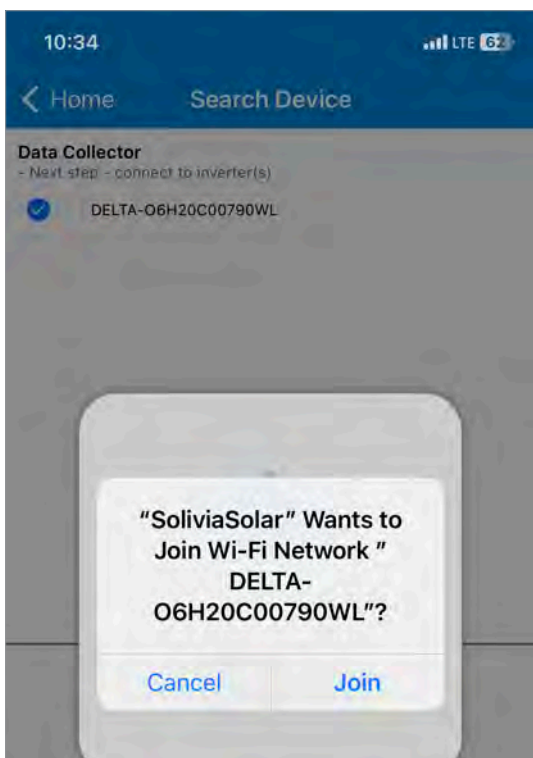 10:34 LTE 62
Home Search Device
Data Collector
- Next step - connect to inverter(s)
DELTA-O6H20C00790WL
“SoliviaSolar” Wants to
Join Wi-Fi Network ”
DELTA-
O6H20C00790WL”?
Cancel Join